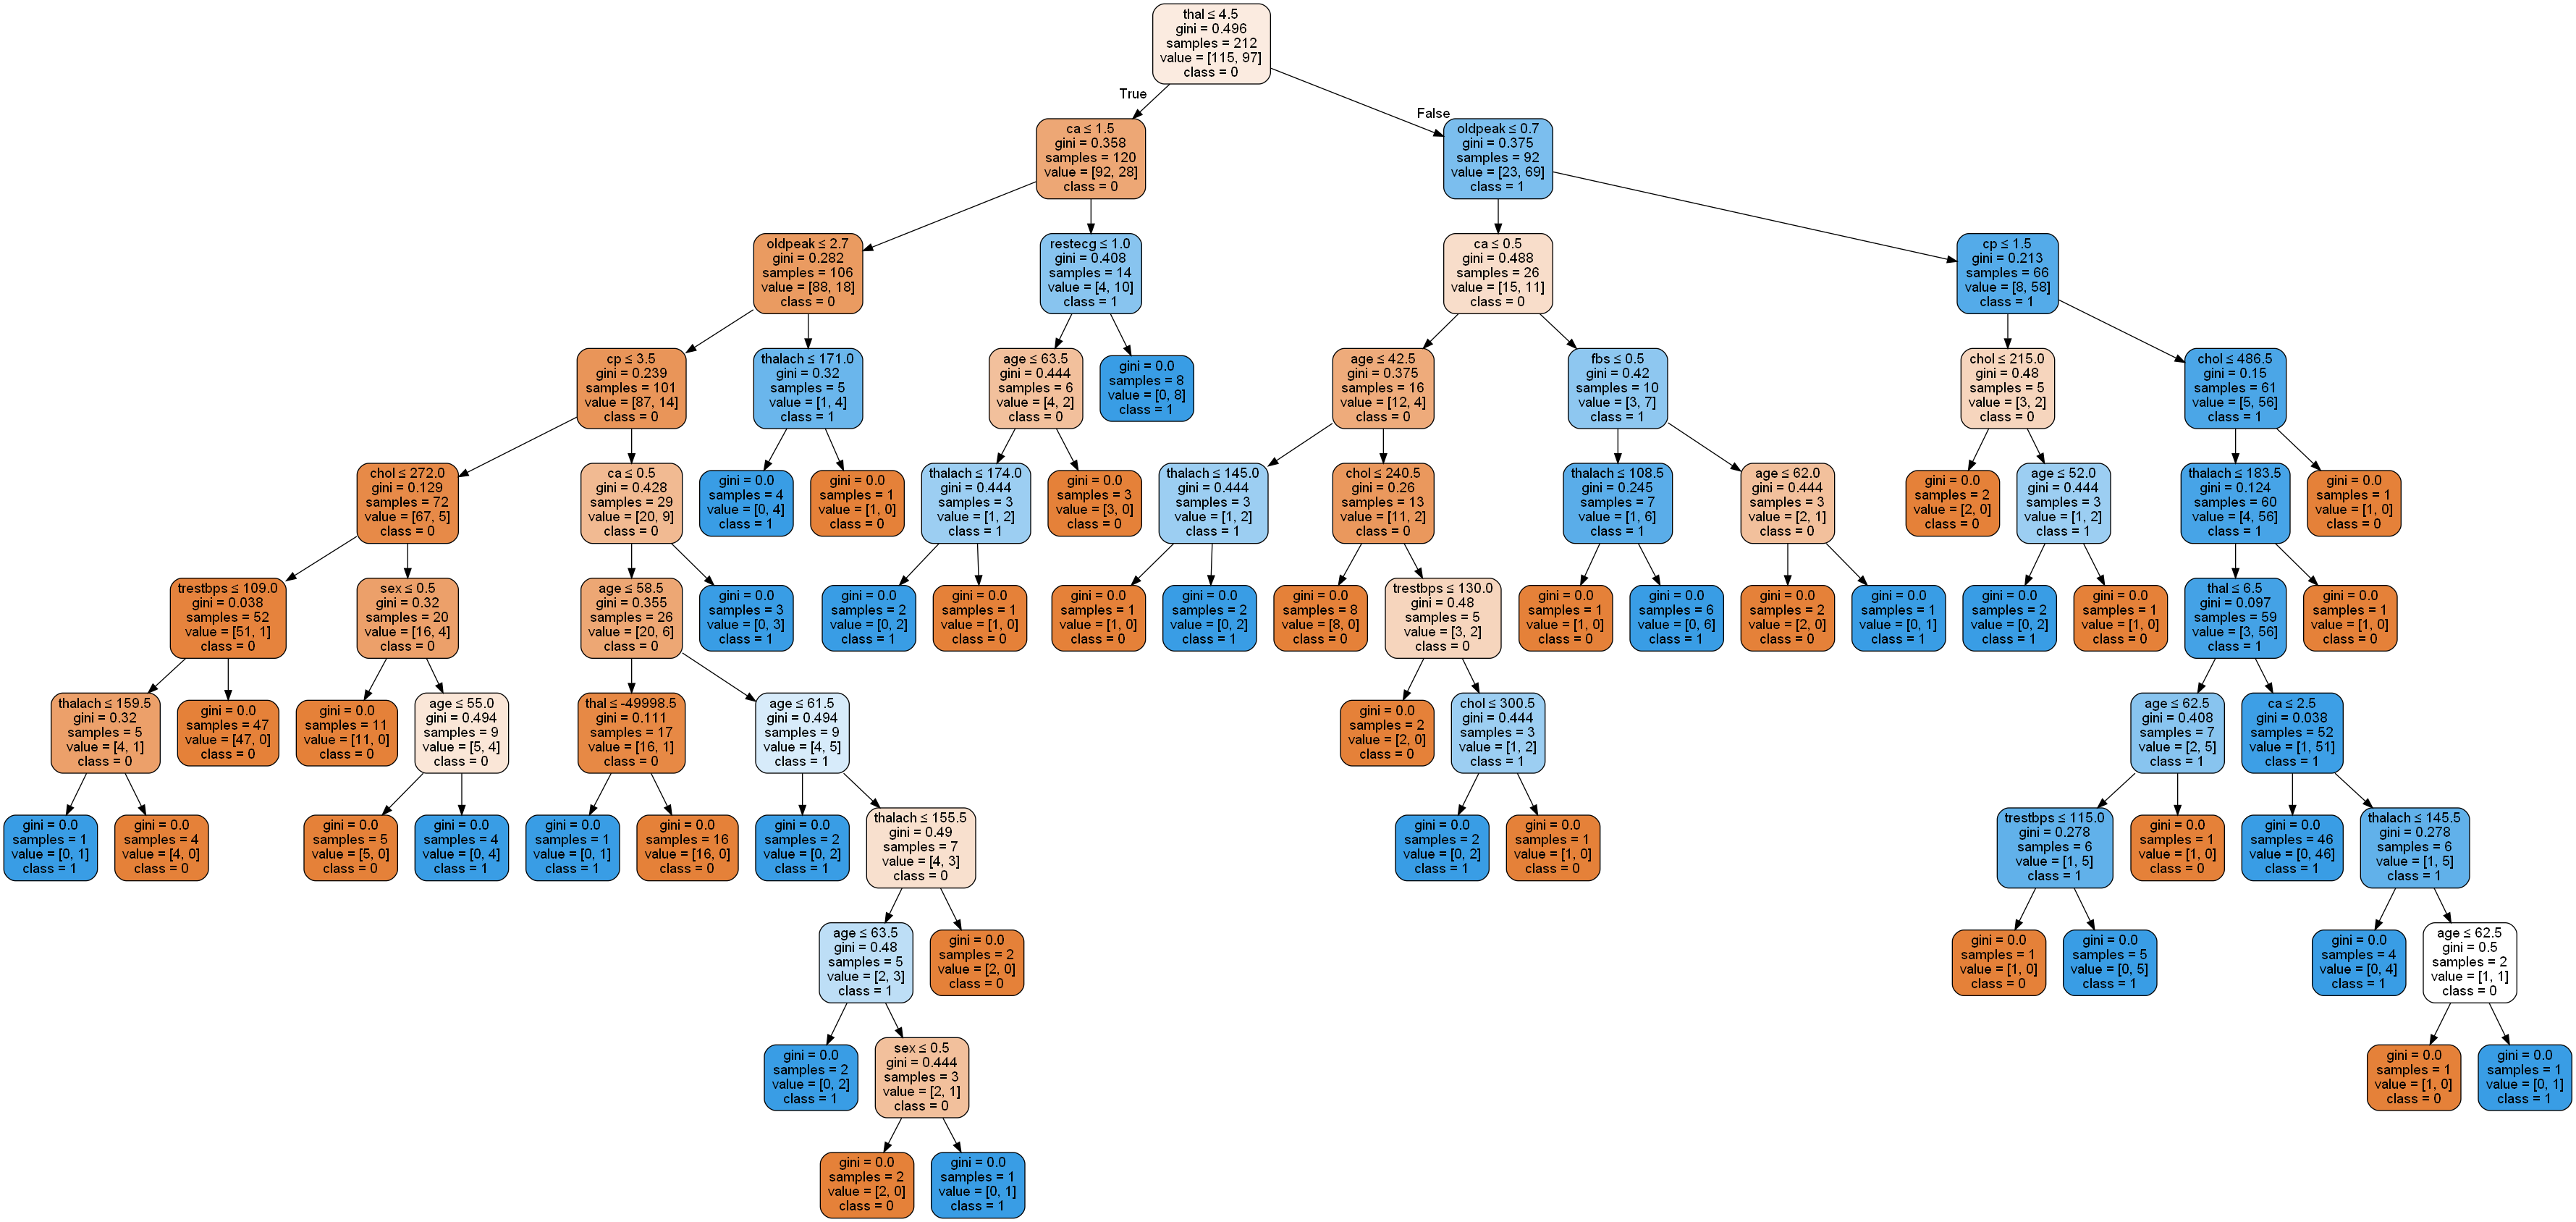 thal ≤ 4.5
gini = 0.496
samples = 212
value = [115, 97]
class = 0
True
False
ca ≤ 1.5
gini = 0.358
samples = 120
value = [92, 28]
class = 0
oldpeak ≤ 0.7
gini = 0.375
samples = 92
value = [23, 69]
class = 1
oldpeak ≤ 2.7
gini = 0.282
samples = 106
value = [88, 18]
class = 0
restecg ≤ 1.0
gini = 0.408
samples = 14
value = [4, 10]
class = 1
ca ≤ 0.5
gini = 0.488
samples = 26
value = [15, 11]
class = 0
cp ≤ 1.5
gini = 0.213
samples = 66
value = [8, 58]
class = 1
cp ≤ 3.5
gini = 0.239
samples = 101
value = [87, 14]
class = 0
thalach ≤ 171.0
gini = 0.32
samples = 5
value = [1, 4]
class = 1
age ≤ 63.5
gini = 0.444
samples = 6
value = [4, 2]
class = 0
gini = 0.0
samples = 8
value = [0, 8]
class = 1
age ≤ 42.5
gini = 0.375
samples = 16
value = [12, 4]
class = 0
fbs ≤ 0.5
gini = 0.42
samples = 10
value = [3, 7]
class = 1
chol ≤ 215.0
gini = 0.48
samples = 5
value = [3, 2]
class = 0
chol ≤ 486.5
gini = 0.15
samples = 61
value = [5, 56]
class = 1
chol ≤ 272.0
gini = 0.129
samples = 72
value = [67, 5]
class = 0
ca ≤ 0.5
gini = 0.428
samples = 29
value = [20, 9]
class = 0
gini = 0.0
samples = 4
value = [0, 4]
class = 1
gini = 0.0
samples = 1
value = [1, 0]
class = 0
thalach ≤ 174.0
gini = 0.444
samples = 3
value = [1, 2]
class = 1
gini = 0.0
samples = 3
value = [3, 0]
class = 0
thalach ≤ 145.0
gini = 0.444
samples = 3
value = [1, 2]
class = 1
chol ≤ 240.5
gini = 0.26
samples = 13
value = [11, 2]
class = 0
thalach ≤ 108.5
gini = 0.245
samples = 7
value = [1, 6]
class = 1
age ≤ 62.0
gini = 0.444
samples = 3
value = [2, 1]
class = 0
gini = 0.0
samples = 2
value = [2, 0]
class = 0
age ≤ 52.0
gini = 0.444
samples = 3
value = [1, 2]
class = 1
thalach ≤ 183.5
gini = 0.124
samples = 60
value = [4, 56]
class = 1
gini = 0.0
samples = 1
value = [1, 0]
class = 0
trestbps ≤ 109.0
gini = 0.038
samples = 52
value = [51, 1]
class = 0
sex ≤ 0.5
gini = 0.32
samples = 20
value = [16, 4]
class = 0
age ≤ 58.5
gini = 0.355
samples = 26
value = [20, 6]
class = 0
gini = 0.0
samples = 3
value = [0, 3]
class = 1
gini = 0.0
samples = 2
value = [0, 2]
class = 1
gini = 0.0
samples = 1
value = [1, 0]
class = 0
gini = 0.0
samples = 1
value = [1, 0]
class = 0
gini = 0.0
samples = 2
value = [0, 2]
class = 1
gini = 0.0
samples = 8
value = [8, 0]
class = 0
trestbps ≤ 130.0
gini = 0.48
samples = 5
value = [3, 2]
class = 0
gini = 0.0
samples = 1
value = [1, 0]
class = 0
gini = 0.0
samples = 6
value = [0, 6]
class = 1
gini = 0.0
samples = 2
value = [2, 0]
class = 0
gini = 0.0
samples = 1
value = [0, 1]
class = 1
gini = 0.0
samples = 2
value = [0, 2]
class = 1
gini = 0.0
samples = 1
value = [1, 0]
class = 0
thal ≤ 6.5
gini = 0.097
samples = 59
value = [3, 56]
class = 1
gini = 0.0
samples = 1
value = [1, 0]
class = 0
thalach ≤ 159.5
gini = 0.32
samples = 5
value = [4, 1]
class = 0
gini = 0.0
samples = 47
value = [47, 0]
class = 0
gini = 0.0
samples = 11
value = [11, 0]
class = 0
age ≤ 55.0
gini = 0.494
samples = 9
value = [5, 4]
class = 0
thal ≤ -49998.5
gini = 0.111
samples = 17
value = [16, 1]
class = 0
age ≤ 61.5
gini = 0.494
samples = 9
value = [4, 5]
class = 1
gini = 0.0
samples = 2
value = [2, 0]
class = 0
chol ≤ 300.5
gini = 0.444
samples = 3
value = [1, 2]
class = 1
age ≤ 62.5
gini = 0.408
samples = 7
value = [2, 5]
class = 1
ca ≤ 2.5
gini = 0.038
samples = 52
value = [1, 51]
class = 1
gini = 0.0
samples = 1
value = [0, 1]
class = 1
gini = 0.0
samples = 4
value = [4, 0]
class = 0
gini = 0.0
samples = 5
value = [5, 0]
class = 0
gini = 0.0
samples = 4
value = [0, 4]
class = 1
gini = 0.0
samples = 1
value = [0, 1]
class = 1
gini = 0.0
samples = 16
value = [16, 0]
class = 0
gini = 0.0
samples = 2
value = [0, 2]
class = 1
thalach ≤ 155.5
gini = 0.49
samples = 7
value = [4, 3]
class = 0
gini = 0.0
samples = 2
value = [0, 2]
class = 1
gini = 0.0
samples = 1
value = [1, 0]
class = 0
trestbps ≤ 115.0
gini = 0.278
samples = 6
value = [1, 5]
class = 1
gini = 0.0
samples = 1
value = [1, 0]
class = 0
gini = 0.0
samples = 46
value = [0, 46]
class = 1
thalach ≤ 145.5
gini = 0.278
samples = 6
value = [1, 5]
class = 1
age ≤ 63.5
gini = 0.48
samples = 5
value = [2, 3]
class = 1
gini = 0.0
samples = 2
value = [2, 0]
class = 0
gini = 0.0
samples = 1
value = [1, 0]
class = 0
gini = 0.0
samples = 5
value = [0, 5]
class = 1
gini = 0.0
samples = 4
value = [0, 4]
class = 1
age ≤ 62.5
gini = 0.5
samples = 2
value = [1, 1]
class = 0
gini = 0.0
samples = 2
value = [0, 2]
class = 1
sex ≤ 0.5
gini = 0.444
samples = 3
value = [2, 1]
class = 0
gini = 0.0
samples = 1
value = [1, 0]
class = 0
gini = 0.0
samples = 1
value = [0, 1]
class = 1
gini = 0.0
samples = 2
value = [2, 0]
class = 0
gini = 0.0
samples = 1
value = [0, 1]
class = 1